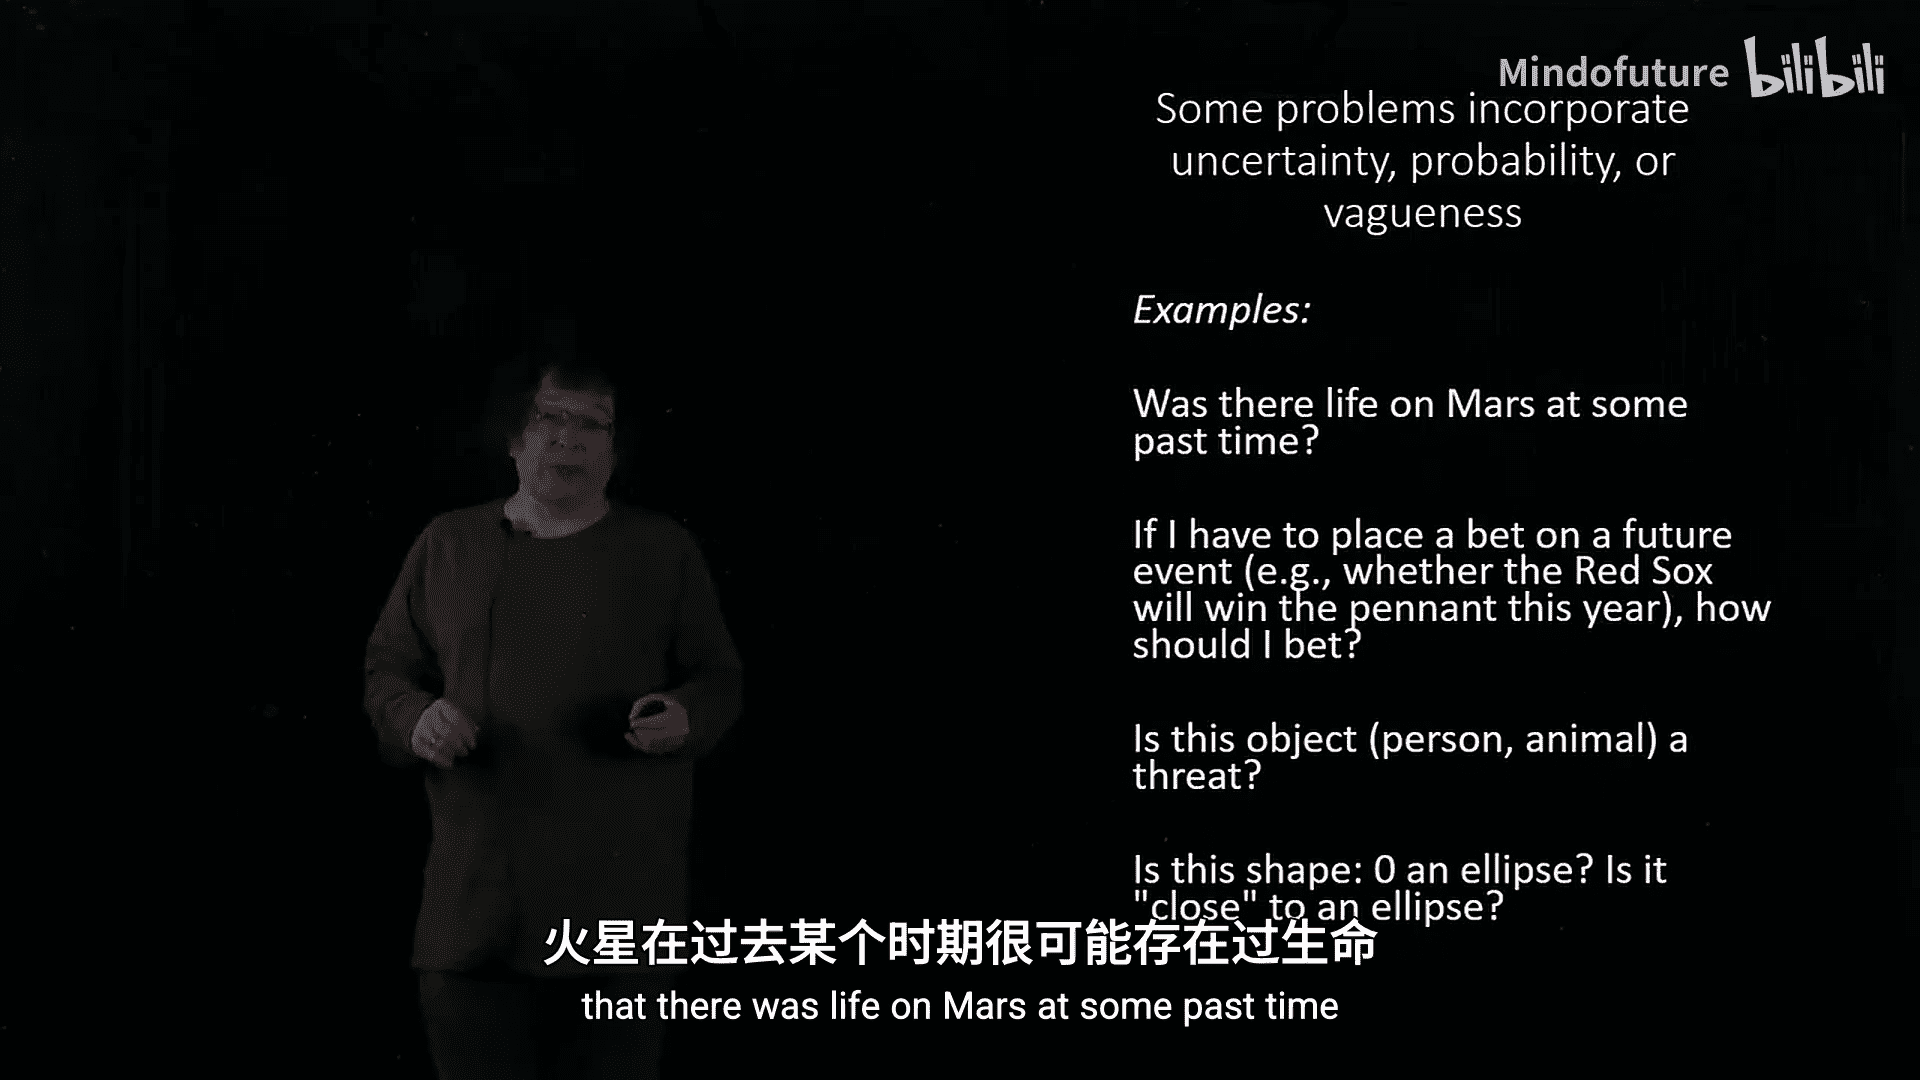 Mindofuture bilibili
Some problems incorporate
uncertainty, probability, or
vagueness
Examples:
Was there life on Mars at some
past time?
If I have to place a bet on a future
event (e.g., whether the Red Sox
will win the pennant this year), how
should I bet?
Is this object (person, animal) a
threat?
Is this shape: 0 an ellipse? Is it
"close" to an ellipse?
火星在过去某个时期很可能存在过生命
that there was life on Mars at some past time